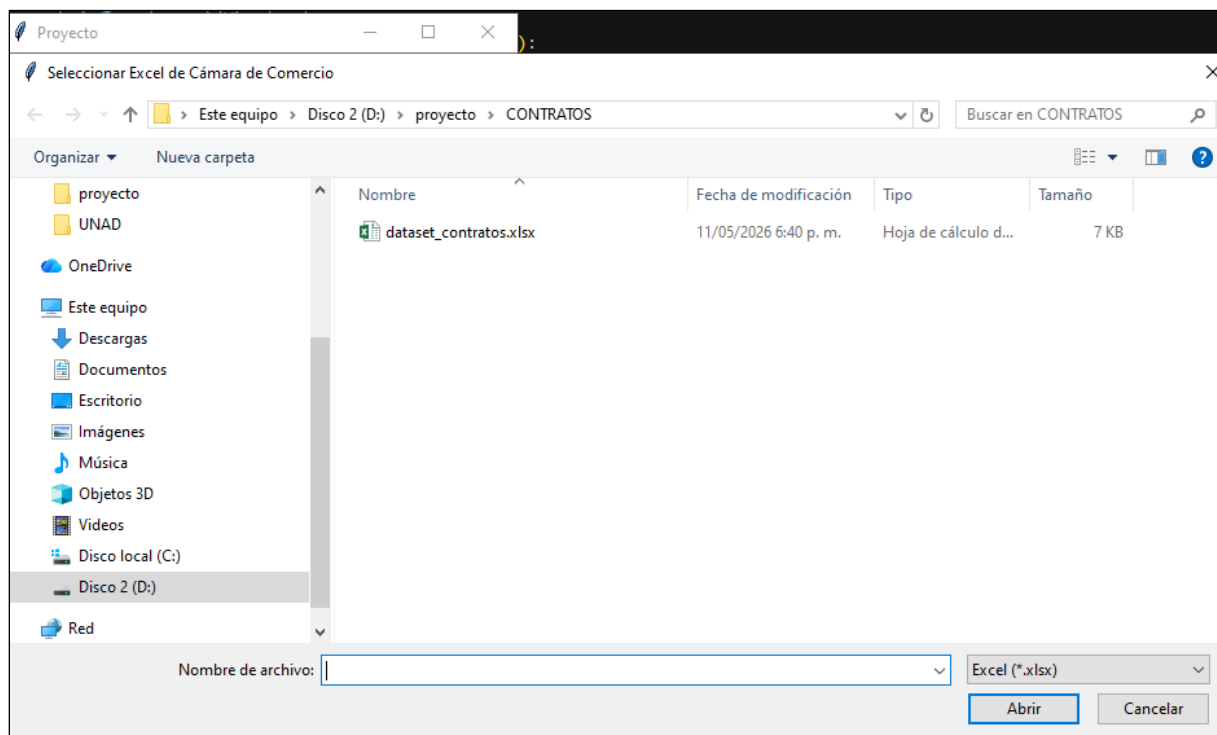 Proyecto
):
Seleccionar Excel de Cámara de Comercio
Este equipo > Disco 2 (D:) > proyecto > CONTRATOS
Buscar en CONTRATOS
Organizar
Nueva carpeta
proyecto
UNAD
OneDrive
Este equipo
Descargas
Documentos
Escritorio
Imágenes
Música
Objetos 3D
Videos
Disco local (C:)
Disco 2 (D:)
Red
Nombre Fecha de modificación Tipo Tamaño
dataset_contratos.xlsx 11/05/2026 6:40 p. m. Hoja de cálculo d... 7 KB
Nombre de archivo:
Excel (*.xlsx)
Abrir Cancelar